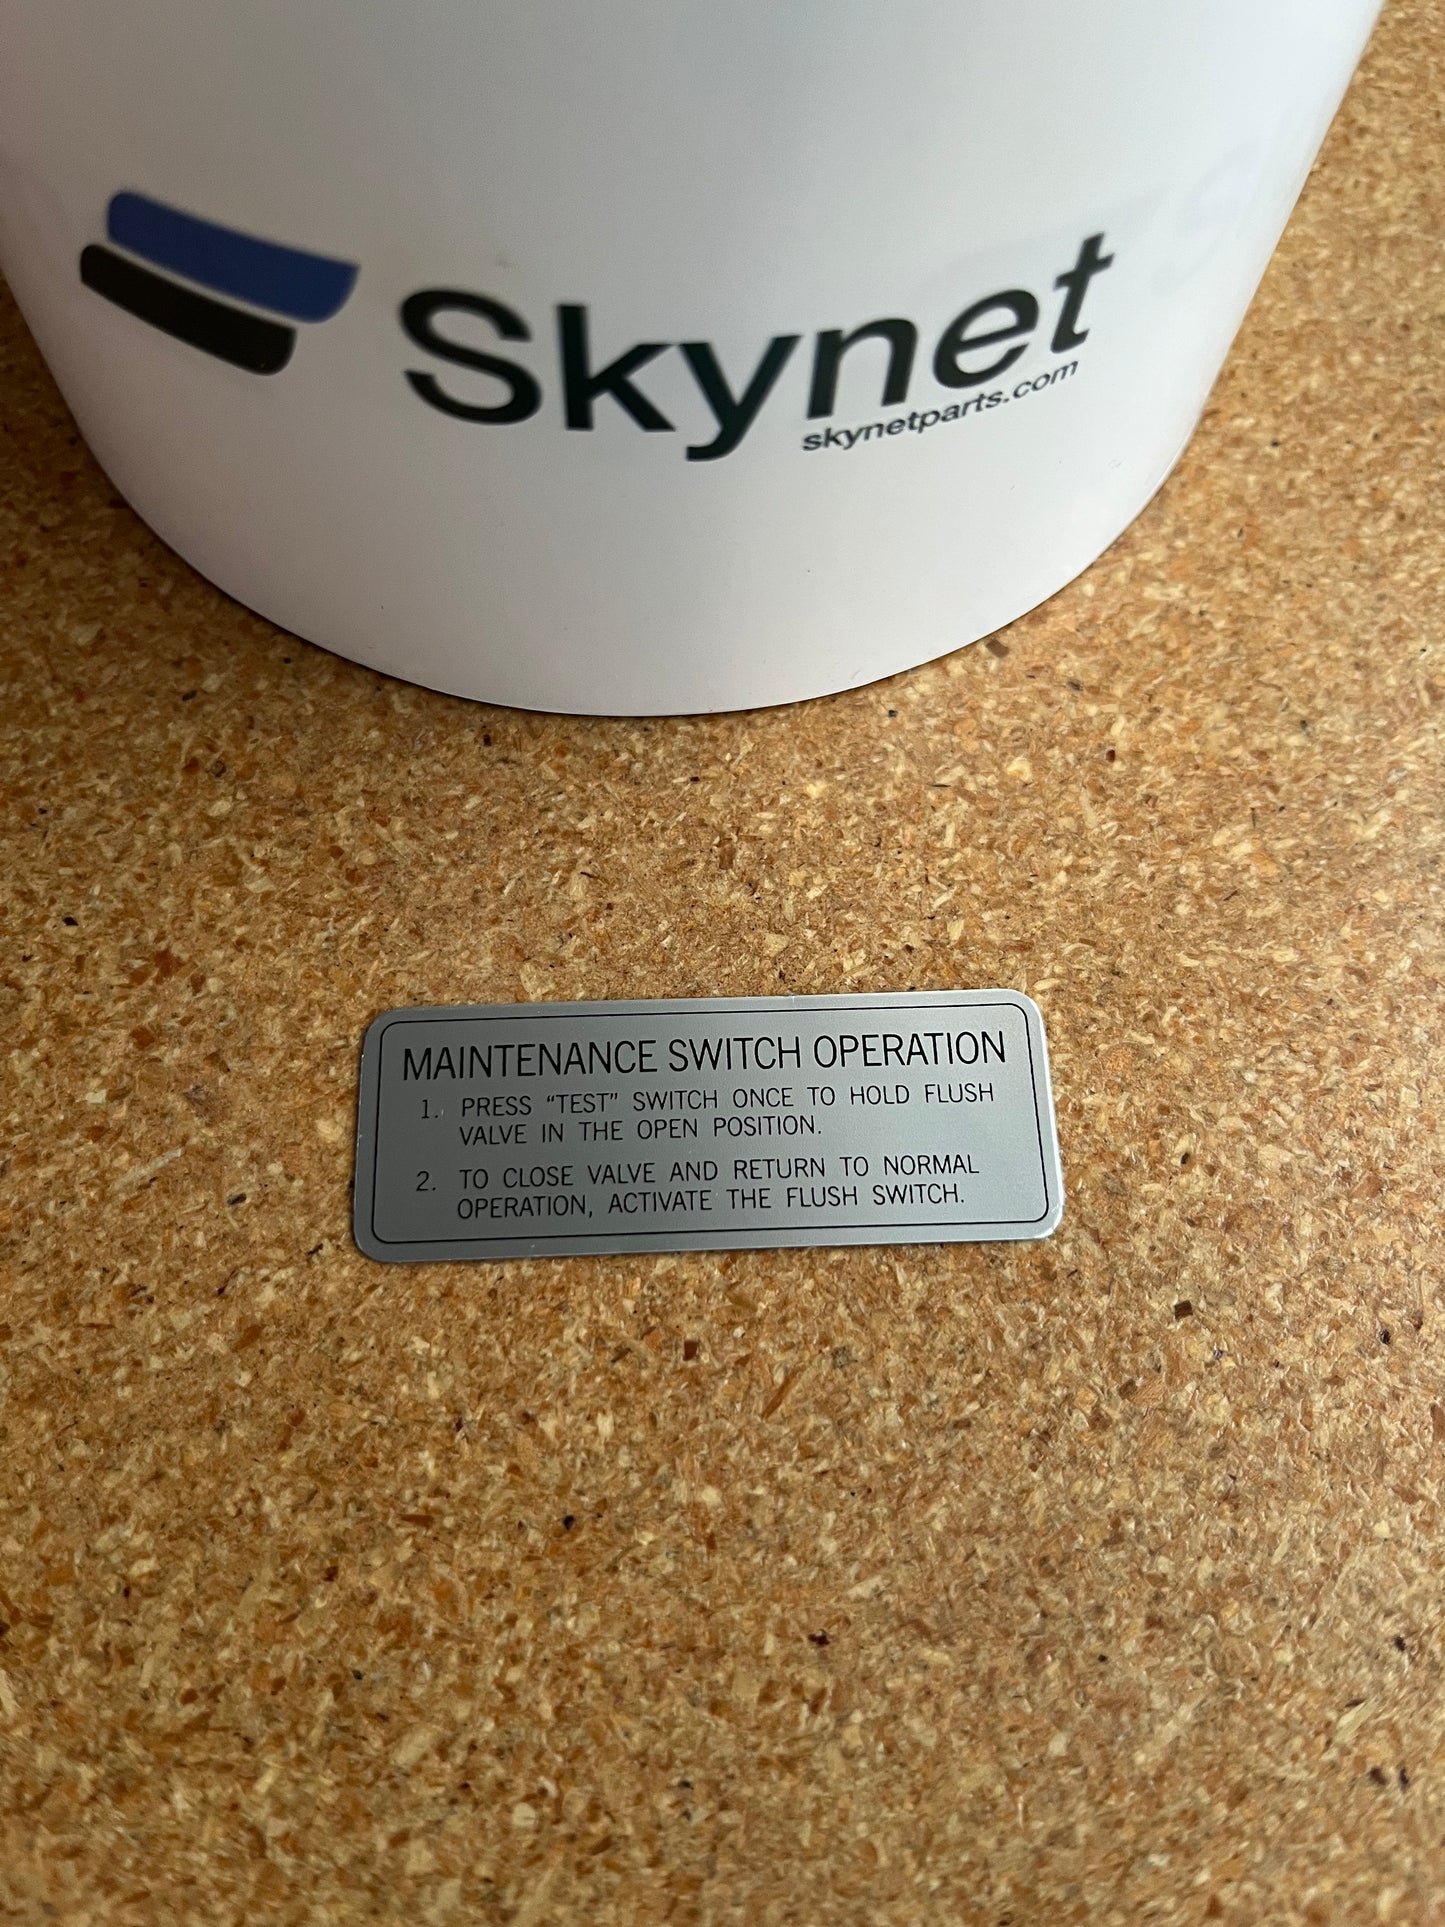 Skynet
skynetparts.com
MAINTENANCE SWITCH OPERATION
1. PRESS “TEST” SWITCH ONCE TO HOLD FLUSH
VALVE IN THE OPEN POSITION.
2. TO CLOSE VALVE AND RETURN TO NORMAL
OPERATION, ACTIVATE THE FLUSH SWITCH.